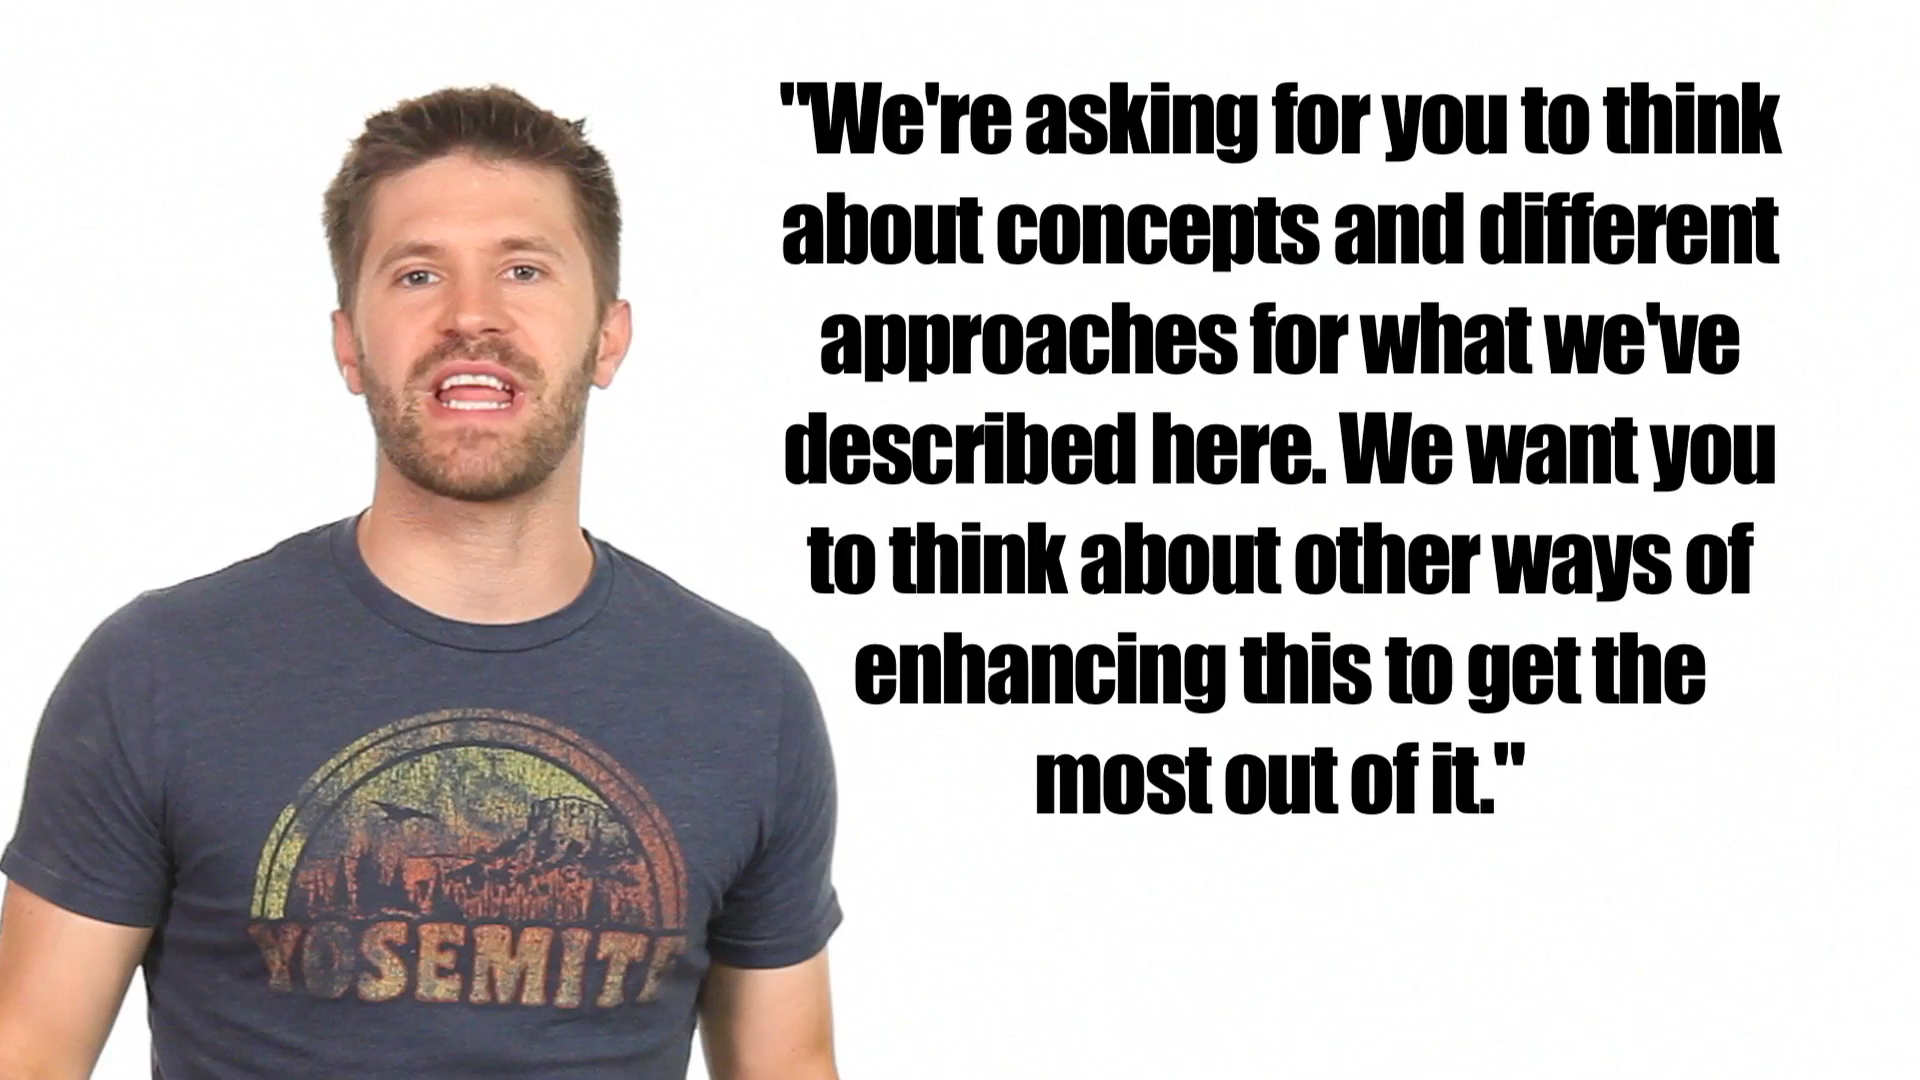 "We're asking for you to think
about concepts and different
approaches for what we've
described here. We want you
to think about other ways of
enhancing this to get the
most out of it."
YOSEMITE